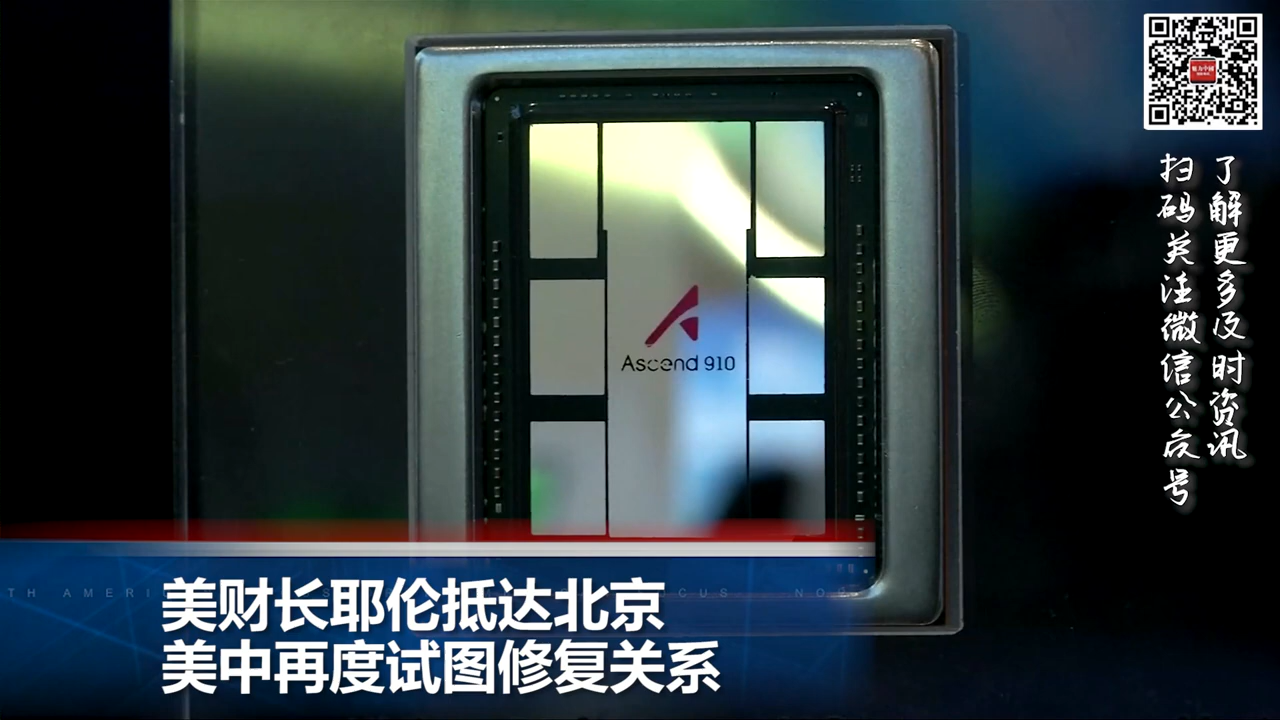 Ascend 910
了解更多及时资讯
扫码关注微信公众号
美财长耶伦抵达北京
美中再度试图修复关系